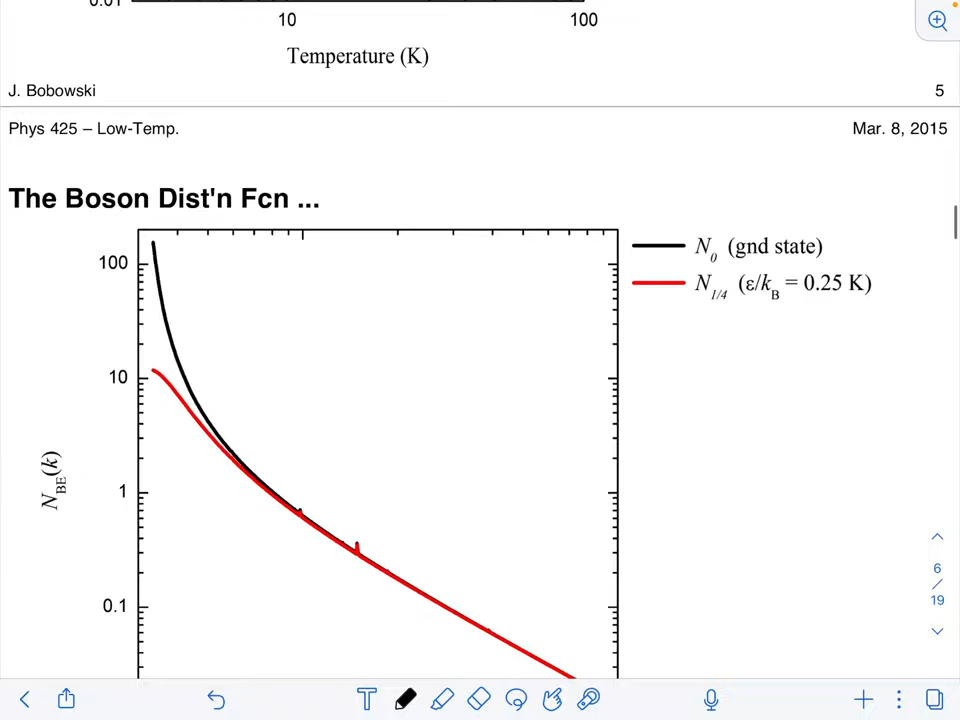 0.01
10 100
Temperature (K)
J. Bobowski 5
Phys 425 – Low-Temp. Mar. 8, 2015
The Boson Dist'n Fcn ...
N0 (gnd state)
N1/4 (ε/kB = 0.25 K)
100
10
1
0.1
NBE(k)
6
/
19
T